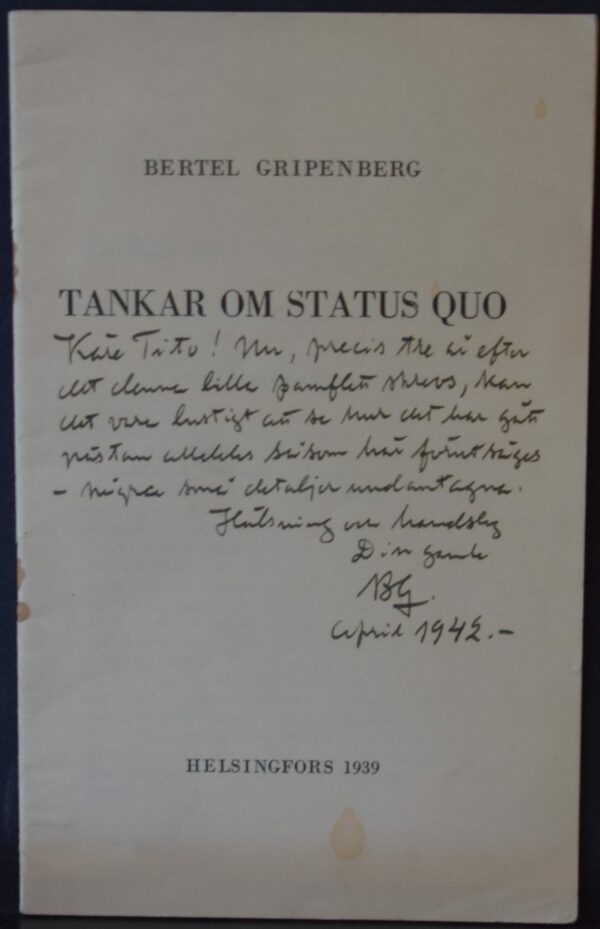 BERTEL GRIPENBERG
TANKAR OM STATUS QUO
Käre Tito! Nu, precis tre år efter
det denna lilla pamflett skrevs, kan
det vara lustigt att se hur det har gått
nästan alldeles såsom här förutsäges
– några små detaljer undantagna.
Hälsning och handslag
Din gamle
BG.
April 1942.–
HELSINGFORS 1939